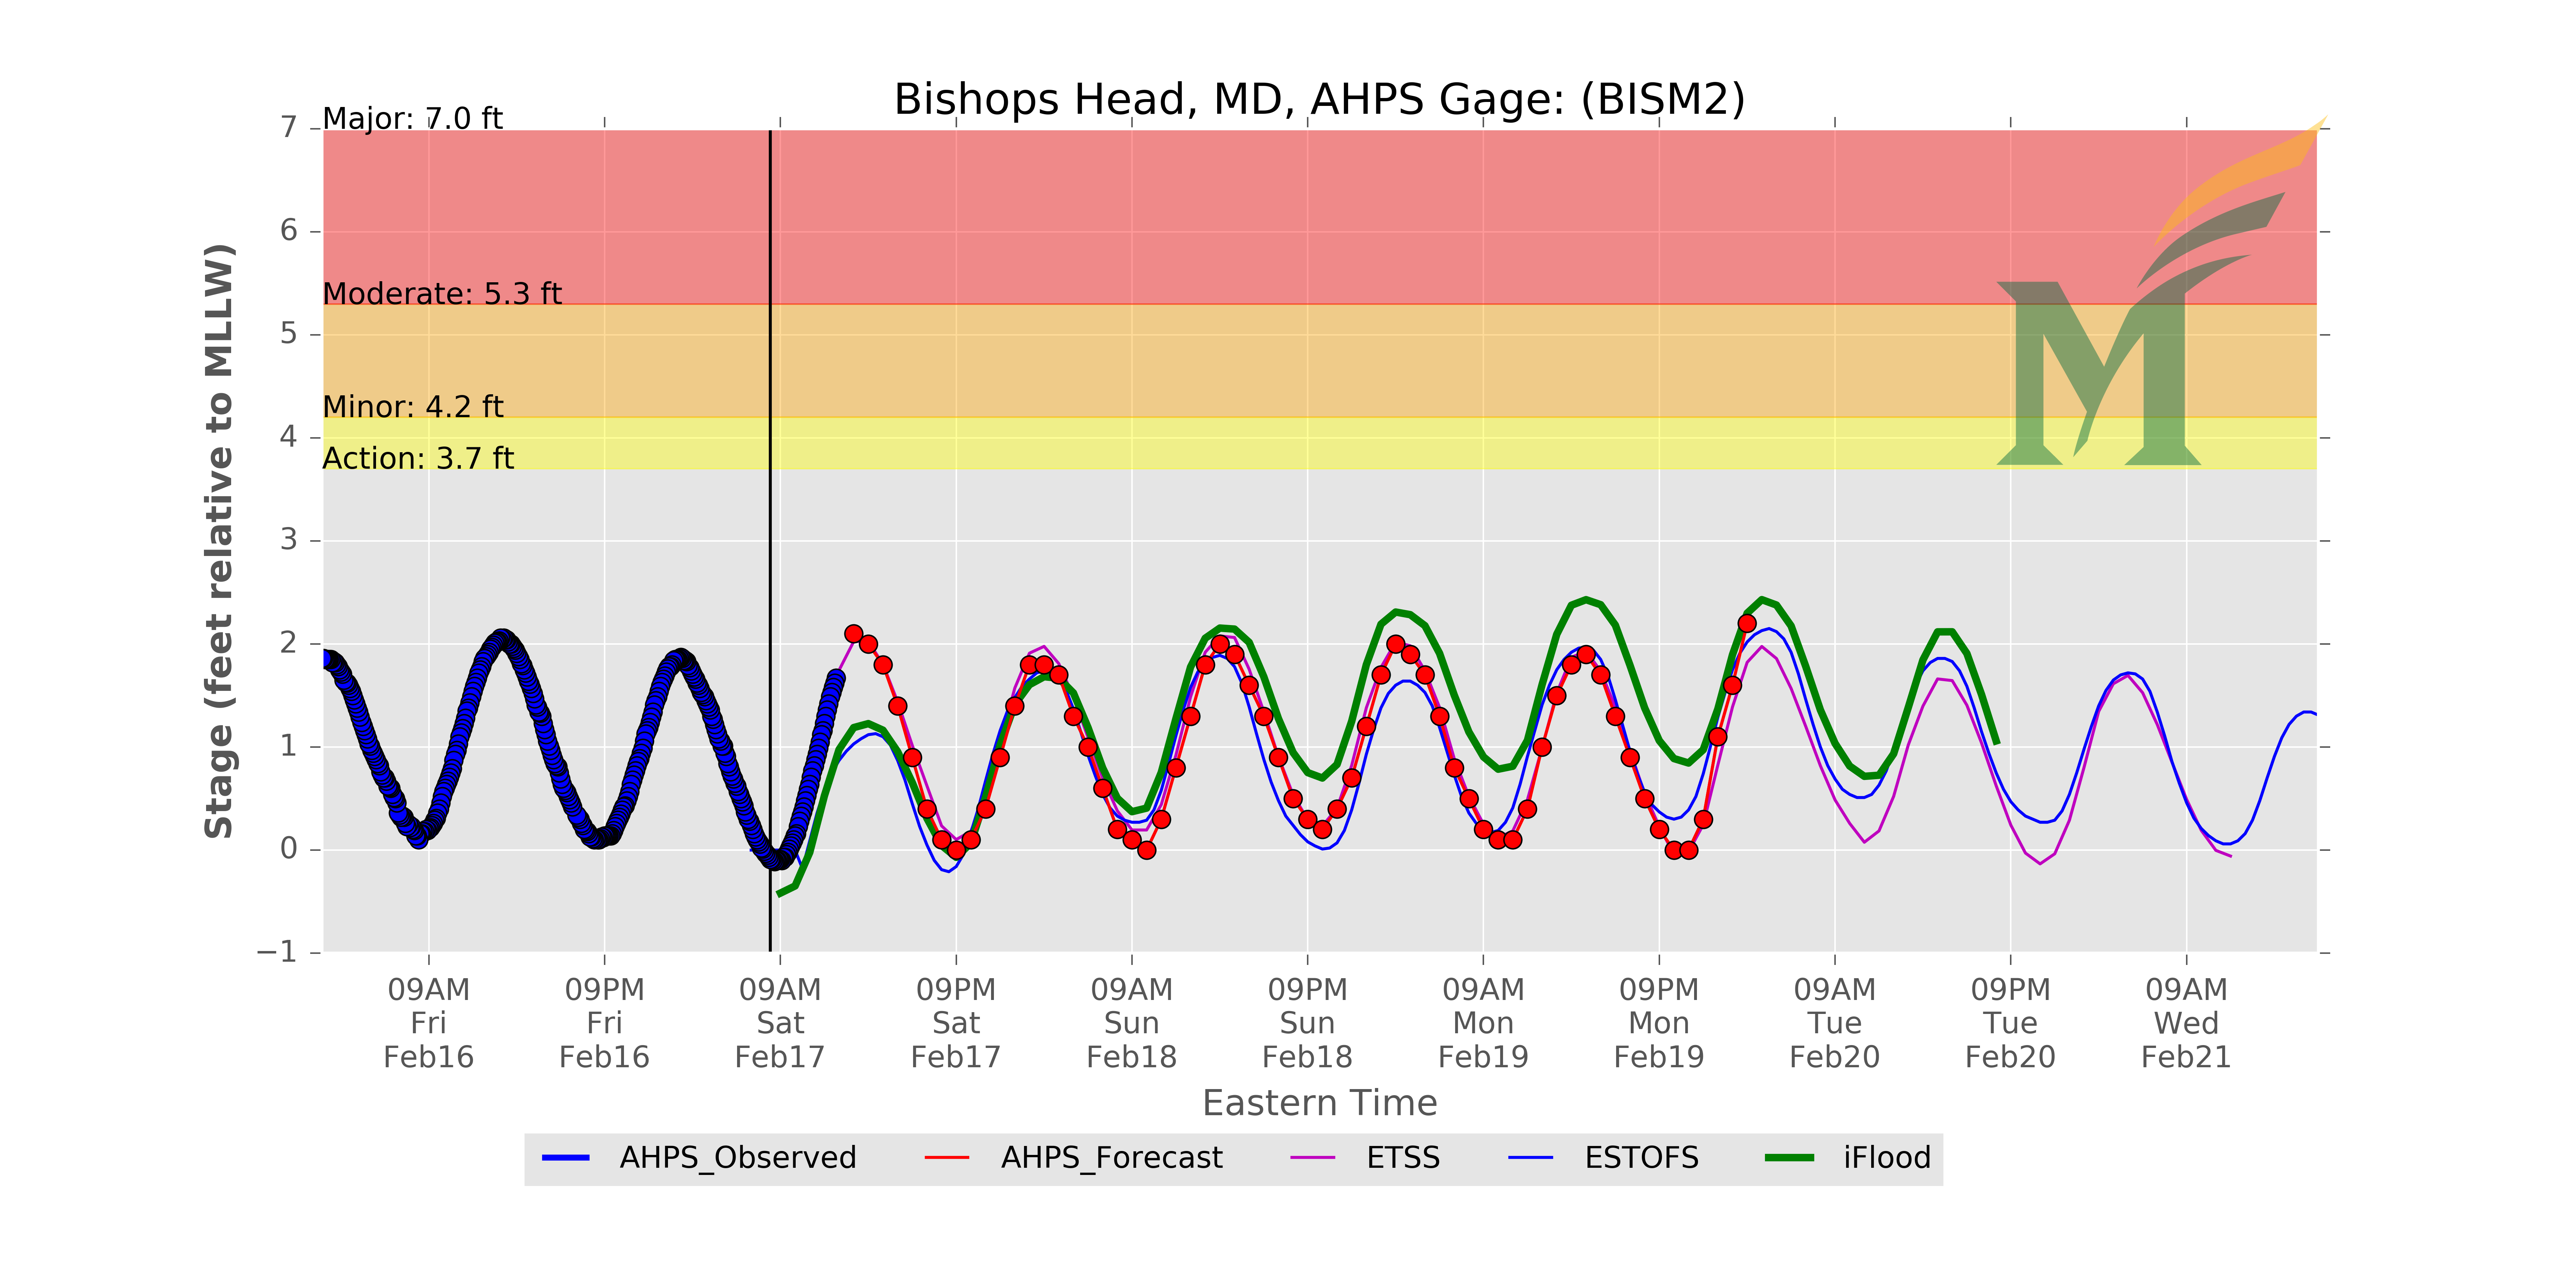 Bishops Head, MD, AHPS Gage: (BISM2)
Major: 7.0 ft
Moderate: 5.3 ft
Minor: 4.2 ft
Action: 3.7 ft
7
6
5
4
3
2
1
0
−1
Stage (feet relative to MLLW)
09AM 09PM 09AM 09PM 09AM 09PM 09AM 09PM 09AM 09PM 09AM
Fri Fri Sat Sat Sun Sun Mon Mon Tue Tue Wed
Feb16 Feb16 Feb17 Feb17 Feb18 Feb18 Feb19 Feb19 Feb20 Feb20 Feb21
Eastern Time
AHPS_Observed AHPS_Forecast ETSS ESTOFS iFlood